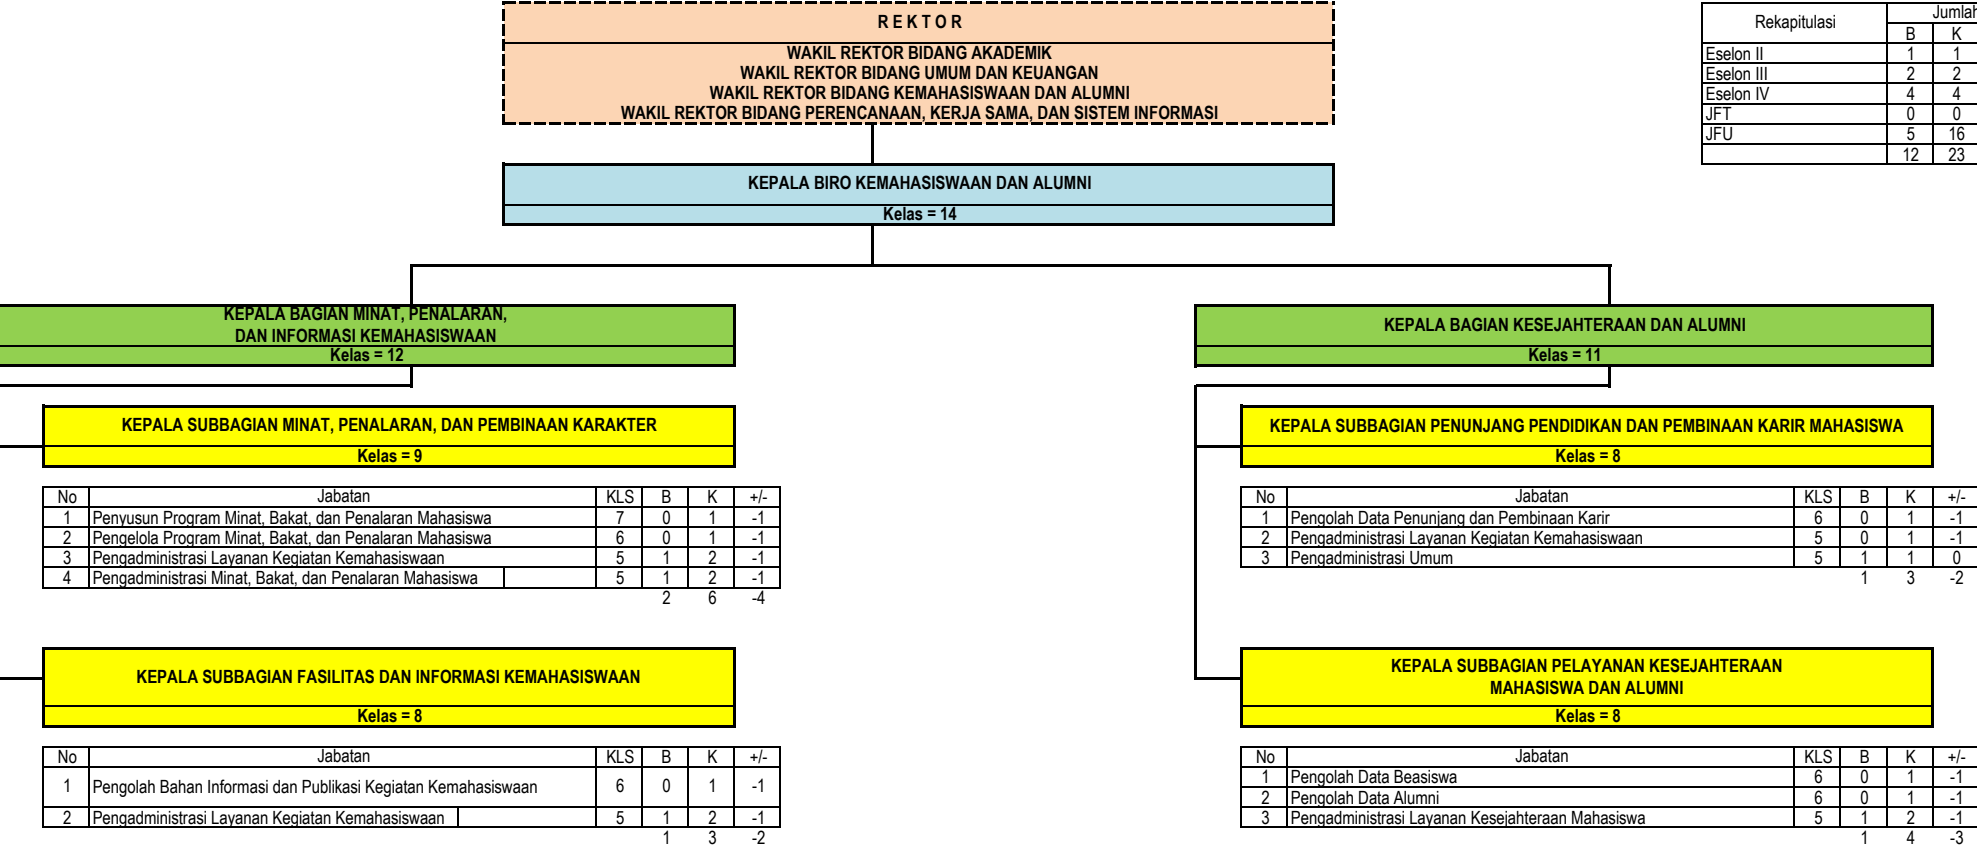 R E K T O R
WAKIL REKTOR BIDANG AKADEMIK
WAKIL REKTOR BIDANG UMUM DAN KEUANGAN
WAKIL REKTOR BIDANG KEMAHASISWAAN DAN ALUMNI
WAKIL REKTOR BIDANG PERENCANAAN, KERJA SAMA, DAN SISTEM INFORMASI
Rekapitulasi Jumlah
B K
Eselon II 1 1
Eselon III 2 2
Eselon IV 4 4
JFT 0 0
JFU 5 16
12 23
KEPALA BIRO KEMAHASISWAAN DAN ALUMNI
Kelas = 14
KEPALA BAGIAN MINAT, PENALARAN,
DAN INFORMASI KEMAHASISWAAN
Kelas = 12
KEPALA SUBBAGIAN MINAT, PENALARAN, DAN PEMBINAAN KARAKTER
Kelas = 9
No Jabatan KLS B K +/-
1 Penyusun Program Minat, Bakat, dan Penalaran Mahasiswa 7 0 1 -1
2 Pengelola Program Minat, Bakat, dan Penalaran Mahasiswa 6 0 1 -1
3 Pengadministrasi Layanan Kegiatan Kemahasiswaan 5 1 2 -1
4 Pengadministrasi Minat, Bakat, dan Penalaran Mahasiswa 5 1 2 -1
2 6 -4
KEPALA SUBBAGIAN FASILITAS DAN INFORMASI KEMAHASISWAAN
Kelas = 8
No Jabatan KLS B K +/-
1 Pengolah Bahan Informasi dan Publikasi Kegiatan Kemahasiswaan 6 0 1 -1
2 Pengadministrasi Layanan Kegiatan Kemahasiswaan 5 1 2 -1
1 3 -2
KEPALA BAGIAN KESEJAHTERAAN DAN ALUMNI
Kelas = 11
KEPALA SUBBAGIAN PENUNJANG PENDIDIKAN DAN PEMBINAAN KARIR MAHASISWA
Kelas = 8
No Jabatan KLS B K +/-
1 Pengolah Data Penunjang dan Pembinaan Karir 6 0 1 -1
2 Pengadministrasi Layanan Kegiatan Kemahasiswaan 5 0 1 -1
3 Pengadministrasi Umum 5 1 1 0
1 3 -2
KEPALA SUBBAGIAN PELAYANAN KESEJAHTERAAN
MAHASISWA DAN ALUMNI
Kelas = 8
No Jabatan KLS B K +/-
1 Pengolah Data Beasiswa 6 0 1 -1
2 Pengolah Data Alumni 6 0 1 -1
3 Pengadministrasi Layanan Kesejahteraan Mahasiswa 5 1 2 -1
1 4 -3